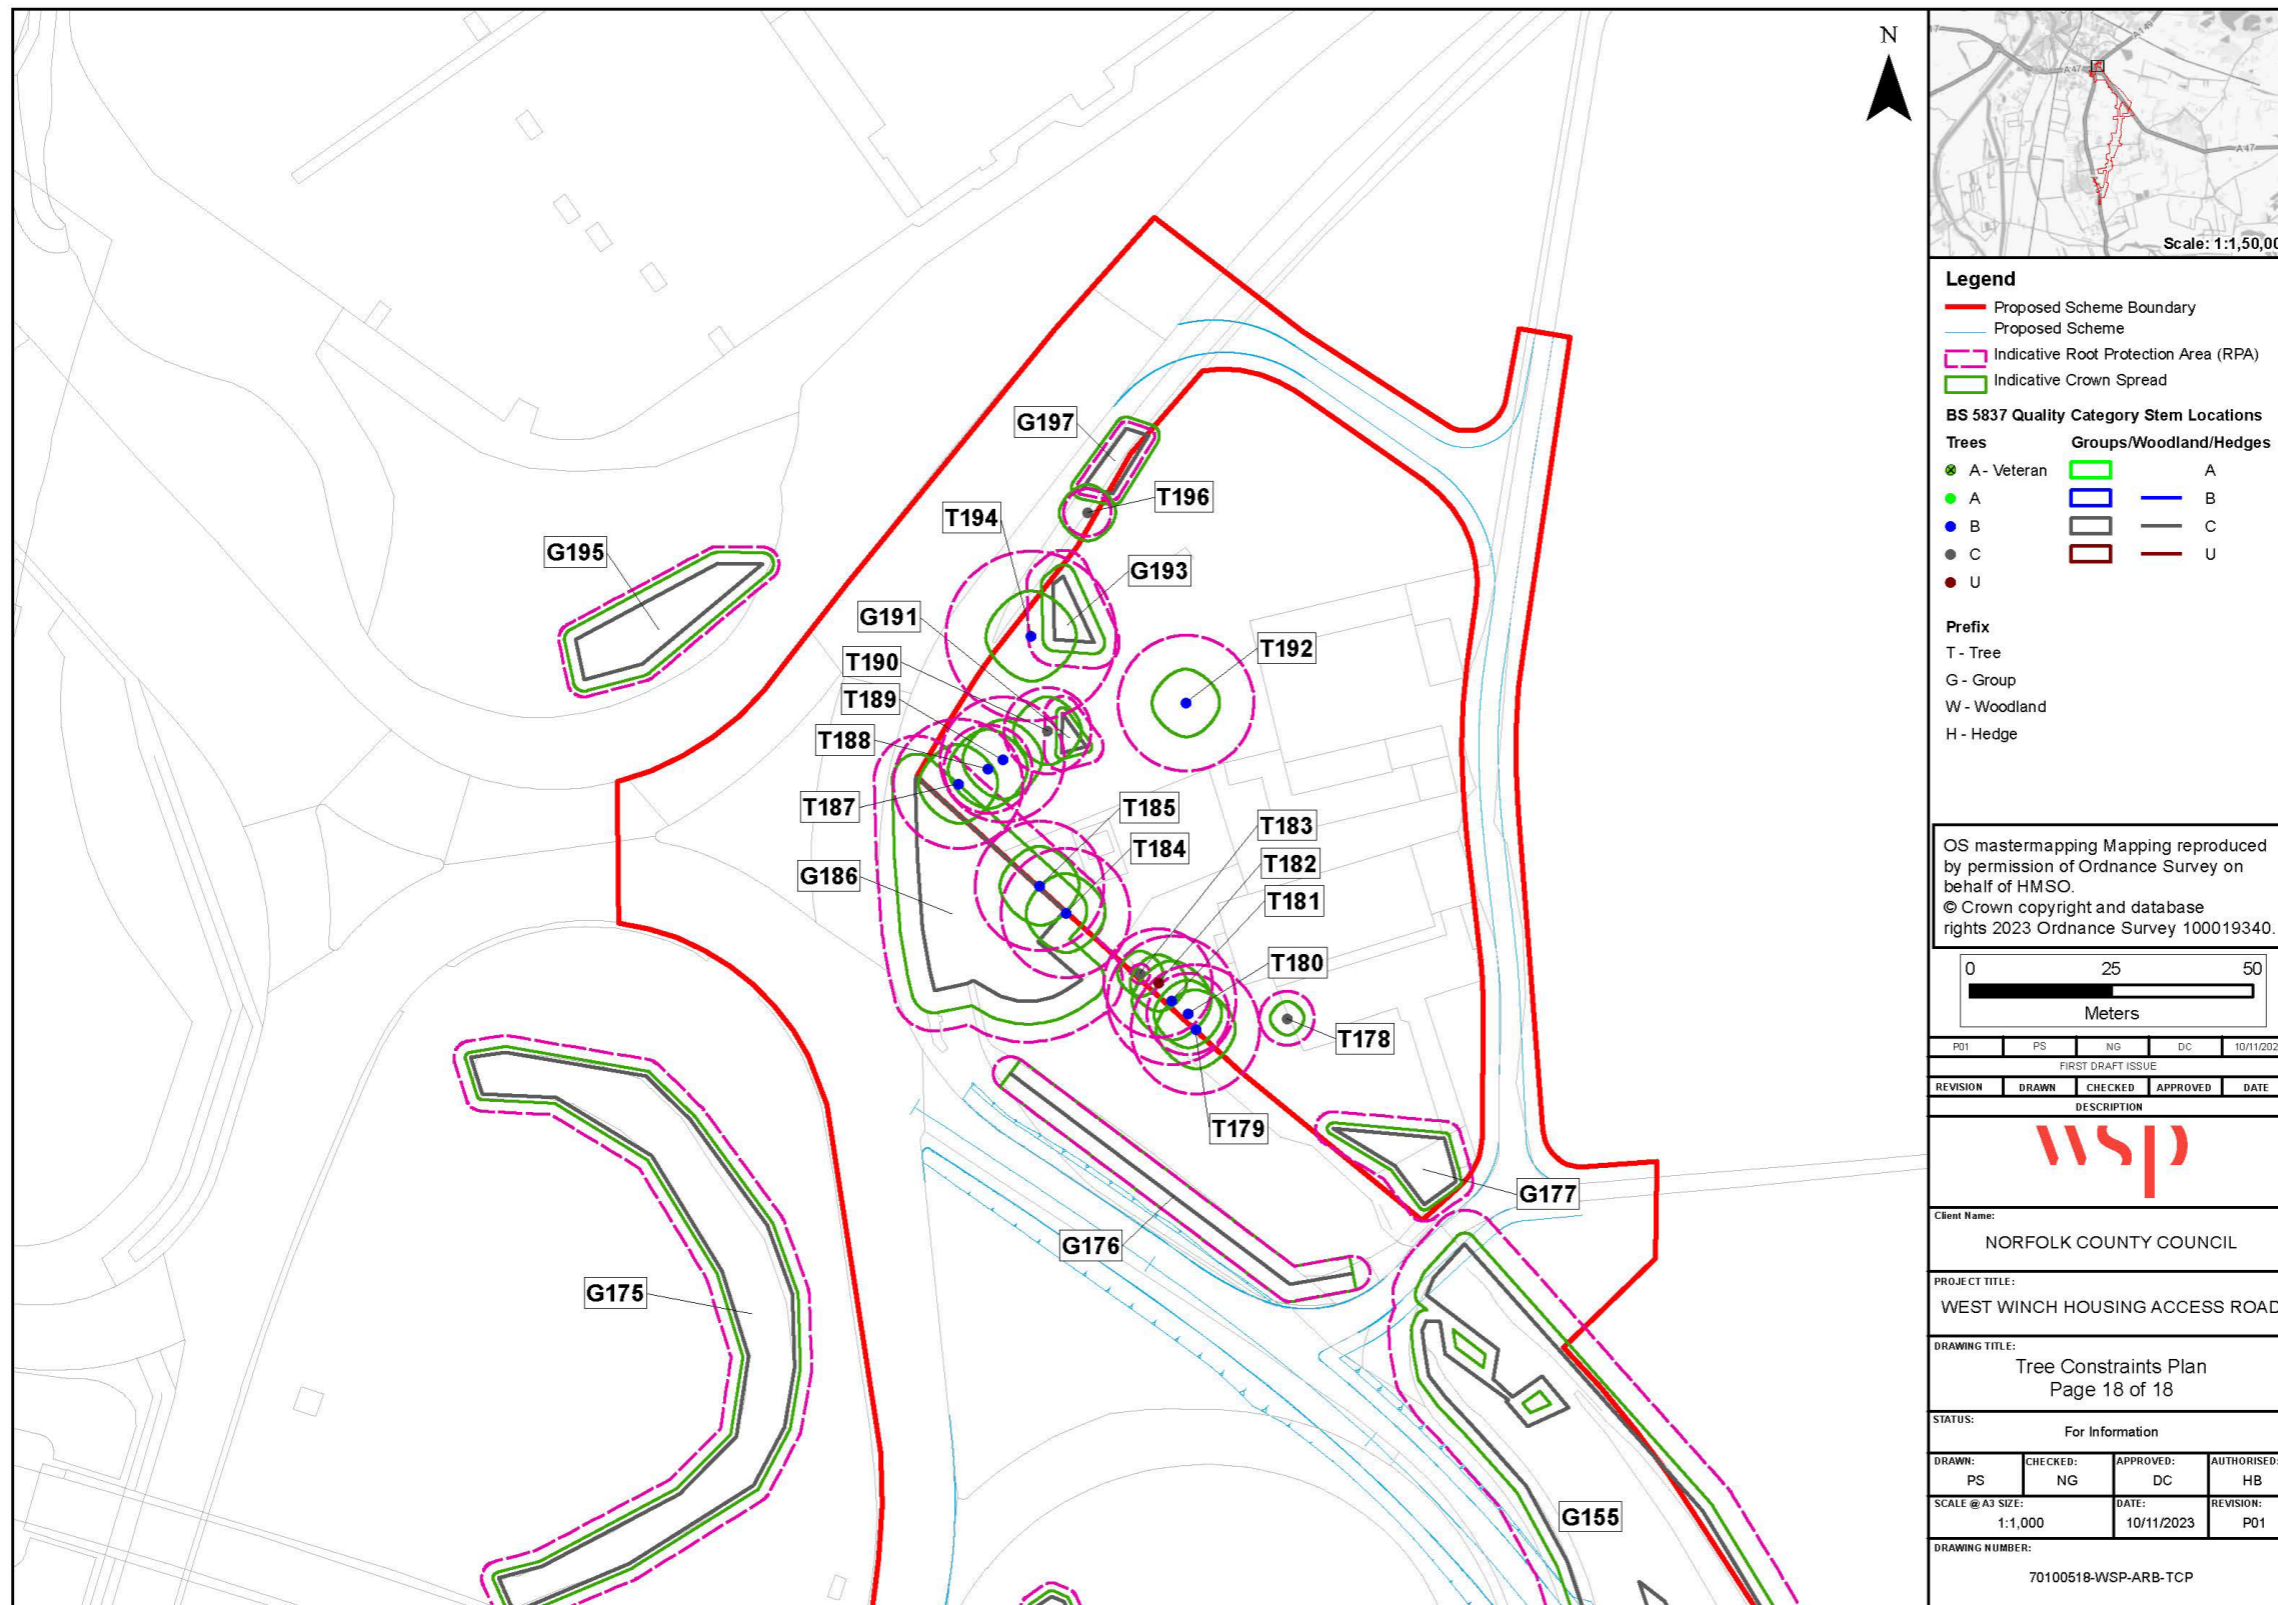 N
G197
T196
T194
G193
G195
G191
T190
T192
T189
T188
T187
T185
T184
T183
T182
T181
G186
T180
T178
T179
G177
G176
G175
G155
A47
A149
A47
Scale: 1:1,50,00
Legend
Proposed Scheme Boundary
Proposed Scheme
Indicative Root Protection Area (RPA)
Indicative Crown Spread
BS 5837 Quality Category Stem Locations
Trees Groups/Woodland/Hedges
A - Veteran A
A B
B C
C U
U
Prefix
T - Tree
G - Group
W - Woodland
H - Hedge
OS mastermapping Mapping reproduced
by permission of Ordnance Survey on
behalf of HMSO.
© Crown copyright and database
rights 2023 Ordnance Survey 100019340.
0 25 50
Meters
P01 PS NG DC 10/11/202
FIRST DRAFT ISSUE
REVISION DRAWN CHECKED APPROVED DATE
DESCRIPTION
wsp
Client Name:
NORFOLK COUNTY COUNCIL
PROJECT TITLE:
WEST WINCH HOUSING ACCESS ROAD
DRAWING TITLE:
Tree Constraints Plan
Page 18 of 18
STATUS:
For Information
DRAWN: CHECKED: APPROVED: AUTHORISED:
PS NG DC HB
SCALE @ A3 SIZE: DATE: REVISION:
1:1,000 10/11/2023 P01
DRAWING NUMBER:
70100518-WSP-ARB-TCP